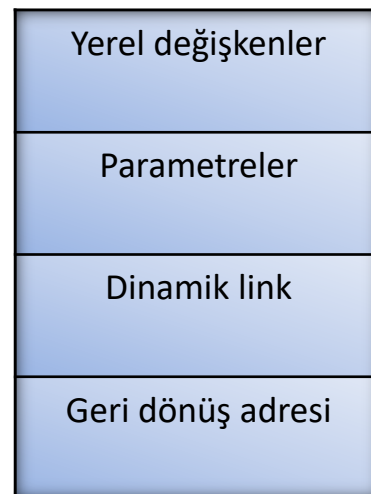 Yerel değişkenler
Parametreler
Dinamik link
Geri dönüş adresi